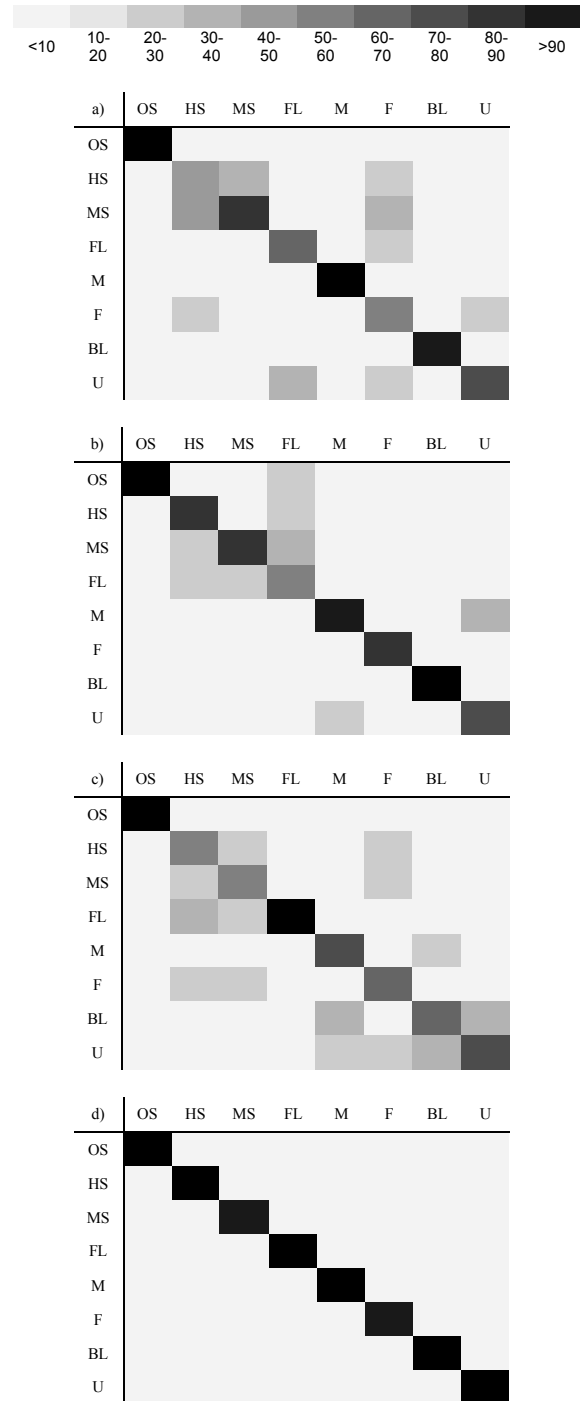 <10 10- 20- 30- 40- 50- 60- 70- 80- >90
20 30 40 50 60 70 80 90
a) OS HS MS FL M F BL U
OS
HS
MS
FL
M
F
BL
U
b) OS HS MS FL M F BL U
OS
HS
MS
FL
M
F
BL
U
c) OS HS MS FL M F BL U
OS
HS
MS
FL
M
F
BL
U
d) OS HS MS FL M F BL U
OS
HS
MS
FL
M
F
BL
U